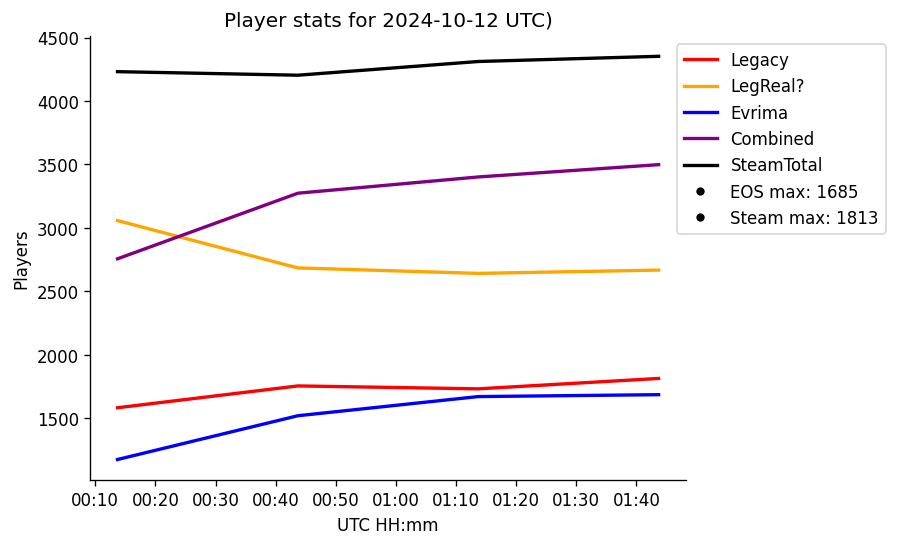 Player stats for 2024-10-12 UTC)
4500
4000
3500
3000
2500
2000
1500
Players
00:10 00:20 00:30 00:40 00:50 01:00 01:10 01:20 01:30 01:40
UTC HH:mm
Legacy
LegReal?
Evrima
Combined
SteamTotal
EOS max: 1685
Steam max: 1813